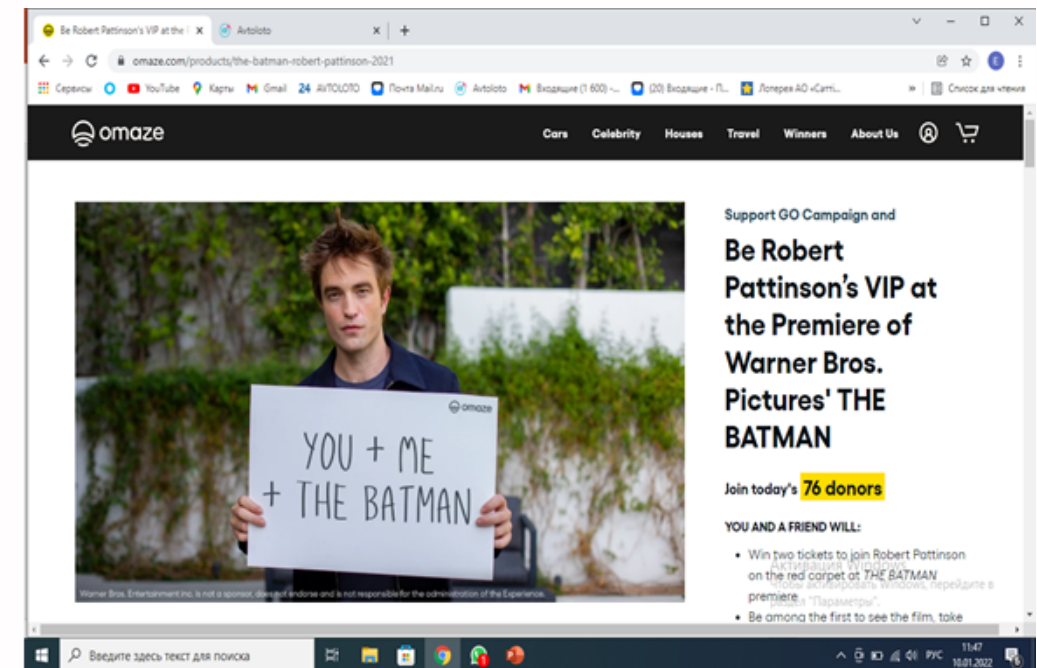 Be Robert Pattinson's VIP at the
Avtoloto
omaze.com/products/the-batman-robert-pattinson-2021
E
Сервисы
YouTube
Карты
Gmail
24 AVTOLOTO
Почта Mail.ru
Avtoloto
Входящие (1 600) -...
(20) Входящие - П...
Лотерея АО «Сатти...
»
Список для чтения
omaze
Cars Celebrity Houses Travel Winners About Us
Support GO Campaign and
Be Robert
Pattinson's VIP at
the Premiere of
Warner Bros.
Pictures' THE
BATMAN
omaze
YOU + ME
+ THE BATMAN
Warner Bros. Entertainment Inc. is not a sponsor, does not endorse and is not responsible for the administration of the Experience.
Join today's 76 donors
YOU AND A FRIEND WILL:
• Win two tickets to join Robert Pattinson
on the red carpet at THE BATMAN
premiere
• Be among the first to see the film, take
Активация Windows
Чтобы активировать Windows, перейдите в
раздел "Параметры".
Введите здесь текст для поиска
РУС
11:47
10.01.2022